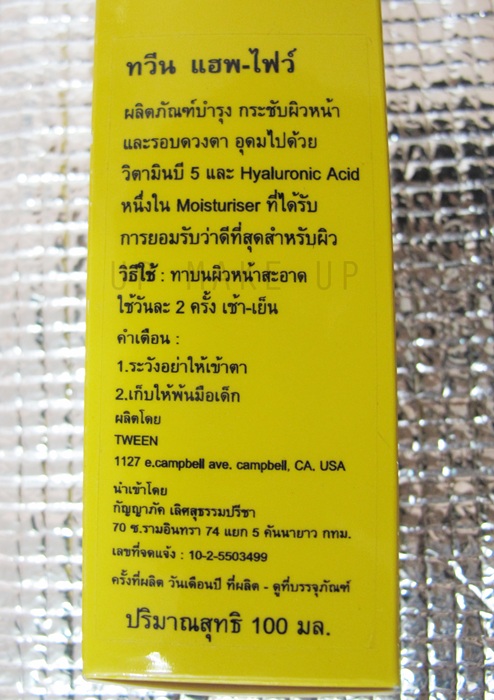 ทวีน แฮพ-ไฟว์
ผลิตภัณฑ์บำรุง กระชับผิวหน้า
และรอบดวงตา อุดมไปด้วย
วิตามินบี 5 และ Hyaluronic Acid
หนึ่งใน Moisturiser ที่ได้รับ
การยอมรับว่าดีที่สุดสำหรับผิว
UP MAKE UP
วิธีใช้ : ทาบนผิวหน้าสะอาด
ใช้วันละ 2 ครั้ง เช้า-เย็น
คำเตือน :
1.ระวังอย่าให้เข้าตา
2.เก็บให้พ้นมือเด็ก
ผลิตโดย
TWEEN
1127 e.campbell ave. campbell, CA. USA
นำเข้าโดย
กัญญาภัค เลิศสุธรรมปรีชา
70 ซ.รามอินทรา 74 แยก 5 คันนายาว กทม.
เลขที่จดแจ้ง : 10-2-5503499
ครั้งที่ผลิต วันเดือนปี ที่ผลิต - ดูที่บรรจุภัณฑ์
ปริมาณสุทธิ 100 มล.